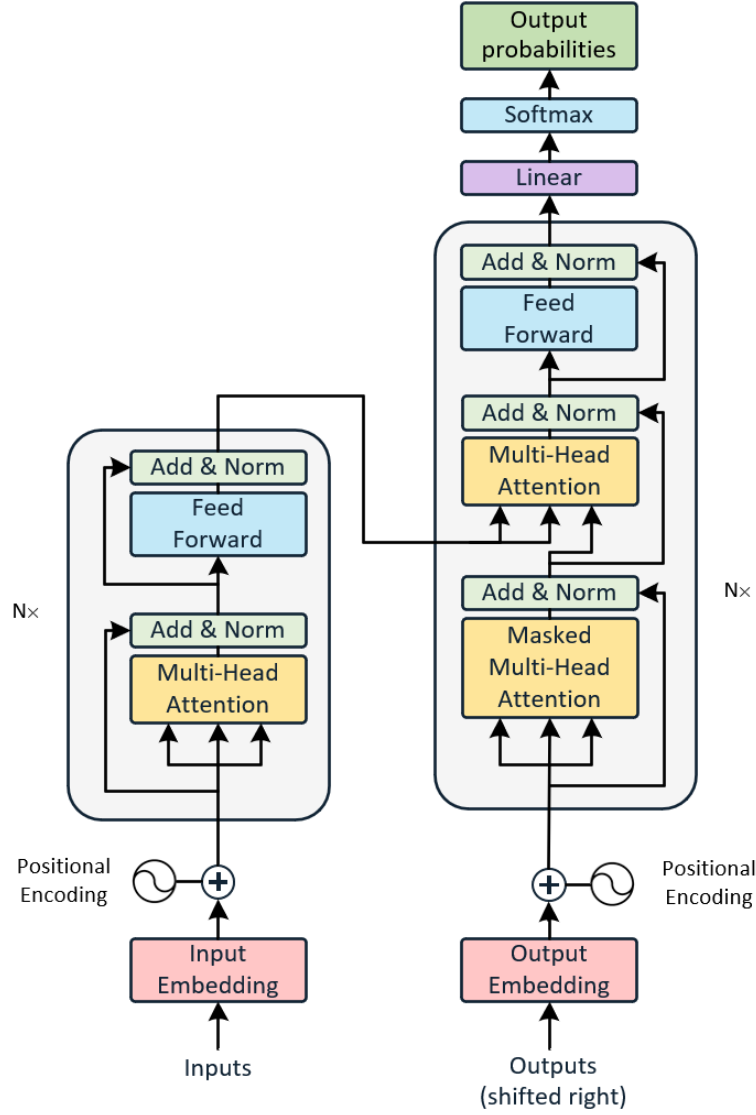 Output
probabilities
Softmax
Linear
Add & Norm
Feed
Forward
Add & Norm
Multi-Head
Attention
Add & Norm
Masked
Multi-Head
Attention
N×
Add & Norm
Feed
Forward
Add & Norm
Multi-Head
Attention
N×
Positional
Encoding
Input
Embedding
Inputs
Positional
Encoding
Output
Embedding
Outputs
(shifted right)